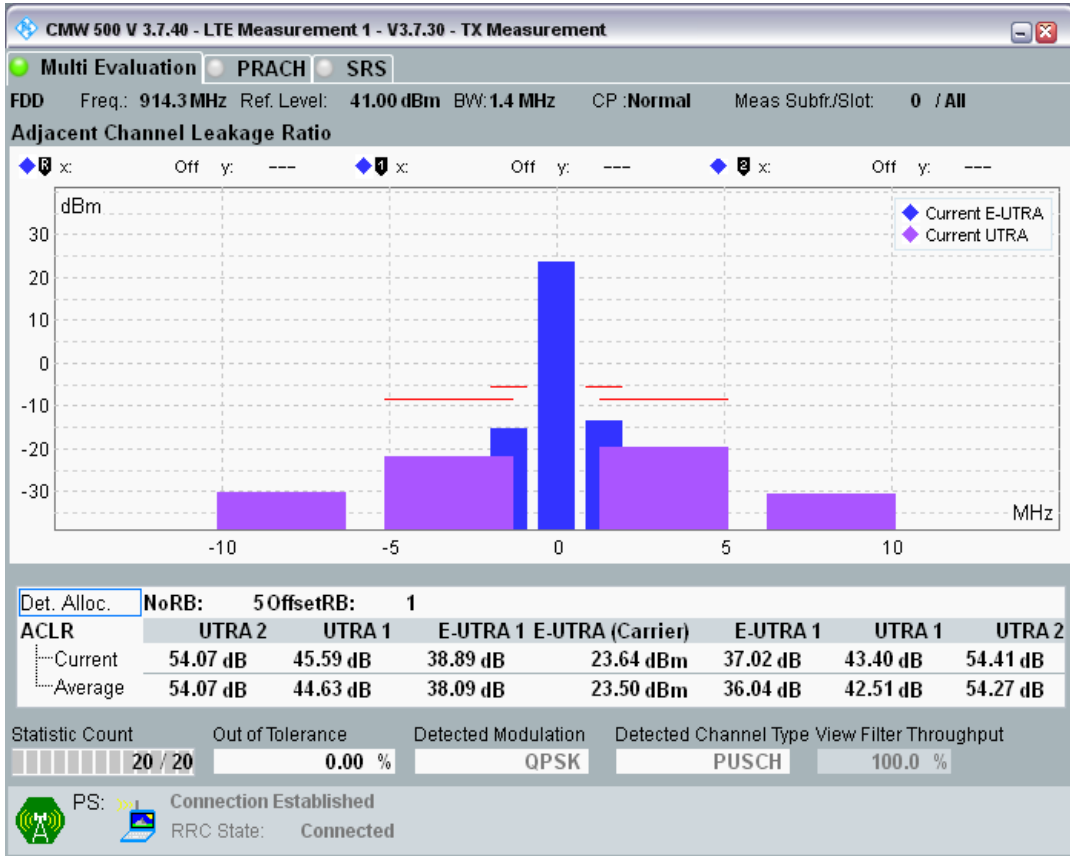 CMW 500 V 3.7.40 - LTE Measurement 1 - V3.7.30 - TX Measurement
Multi Evaluation PRACH SRS
FDD Freq.: 914.3 MHz Ref. Level: 41.00 dBm BW: 1.4 MHz CP :Normal Meas Subfr./Slot: 0 / All
Adjacent Channel Leakage Ratio
R x: Off y: --- 1 x: Off y: --- 2 x: Off y: ---
dBm
Current E-UTRA
Current UTRA
30
20
10
0
-10
-20
-30
MHz
-10 -5 0 5 10
Det. Alloc. NoRB: 5 OffsetRB: 1
ACLR UTRA 2 UTRA 1 E-UTRA 1 E-UTRA (Carrier) E-UTRA 1 UTRA 1 UTRA 2
Current 54.07 dB 45.59 dB 38.89 dB 23.64 dBm 37.02 dB 43.40 dB 54.41 dB
Average 54.07 dB 44.63 dB 38.09 dB 23.50 dBm 36.04 dB 42.51 dB 54.27 dB
Statistic Count Out of Tolerance Detected Modulation Detected Channel Type View Filter Throughput
20 / 20 0.00 % QPSK PUSCH 100.0 %
PS: Connection Established
RRC State: Connected